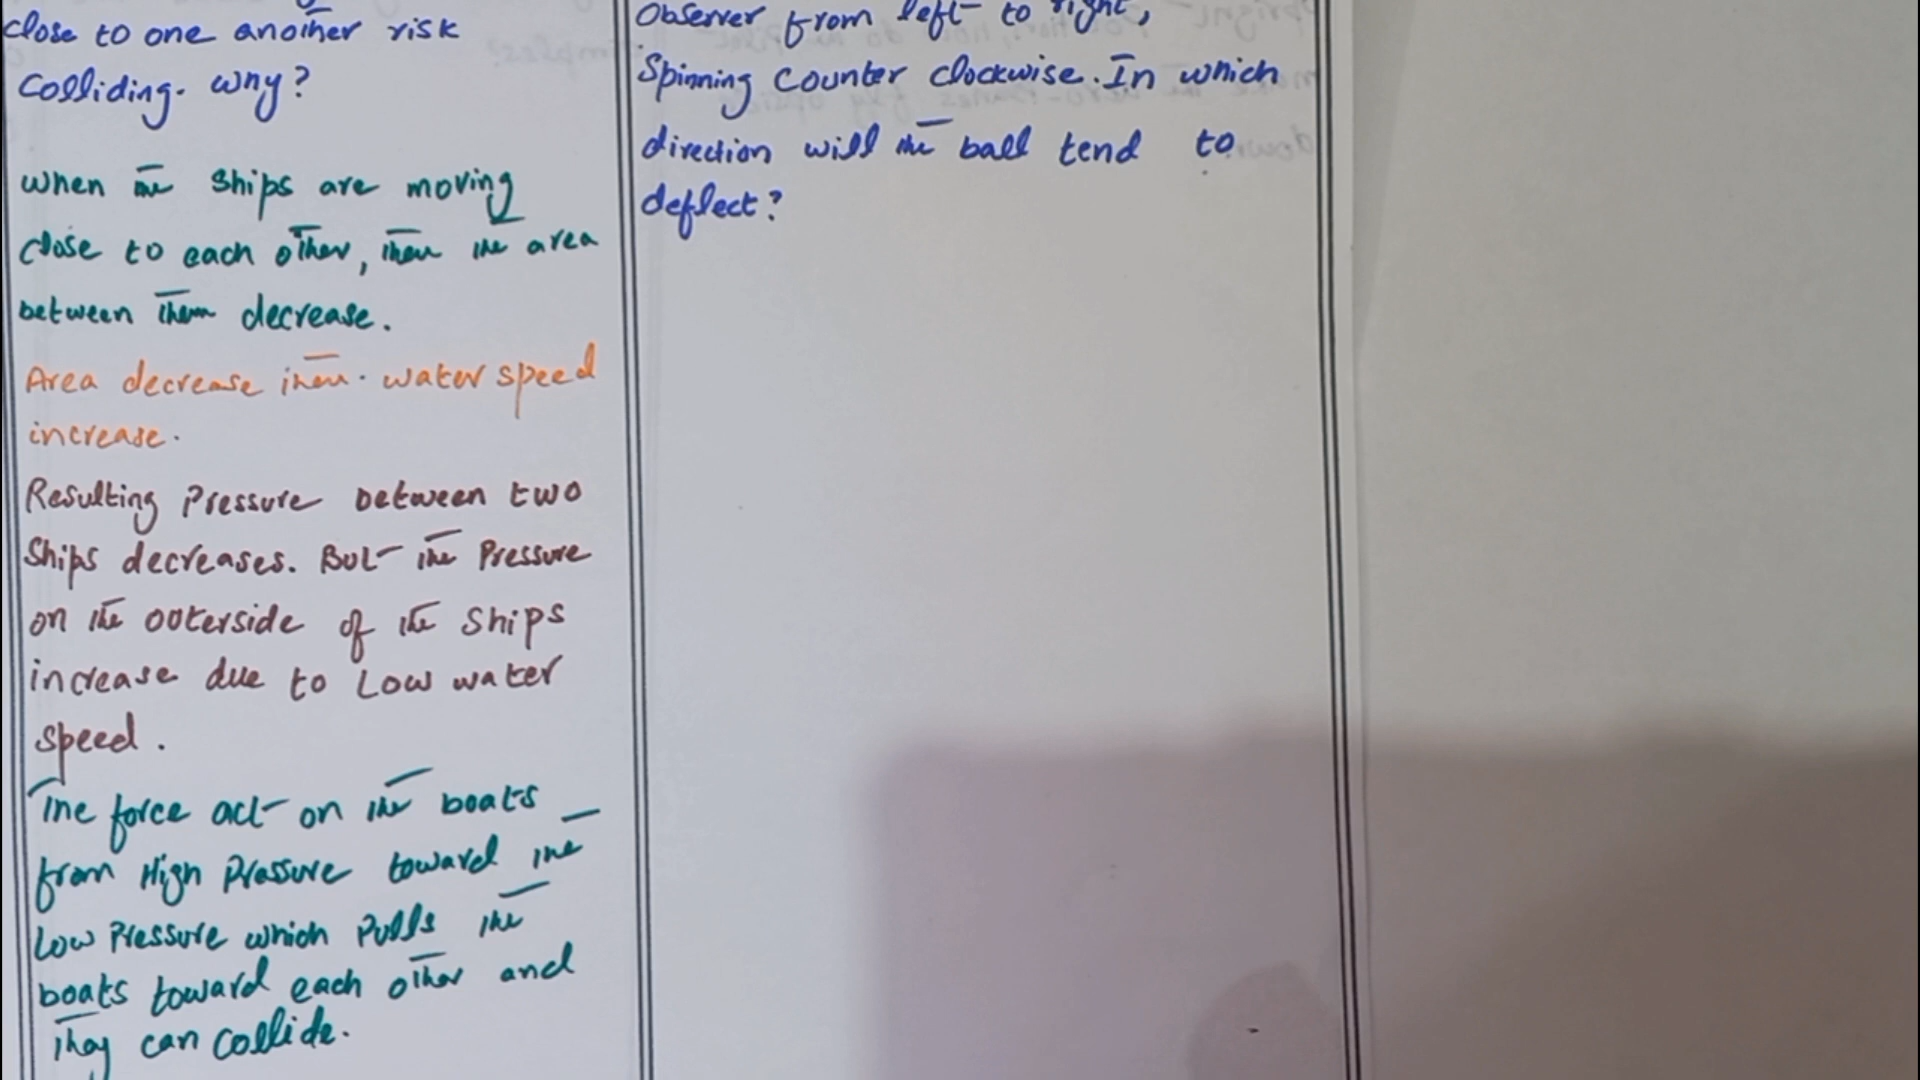 close to one another risk
colliding. why?
when the ships are moving
close to each other, then the area
between them decrease.
Area decrease then. water speed
increase.
Resulting Pressure between two
ships decreases. But the Pressure
on the outerside of the ships
increase due to Low water
speed.
The force act on the boats
from High Pressure toward the
Low Pressure which Pulls the
boats toward each other and
They can collide.
Observer from left to right,
Spinning counter clockwise. In which
direction will the ball tend to
deflect?